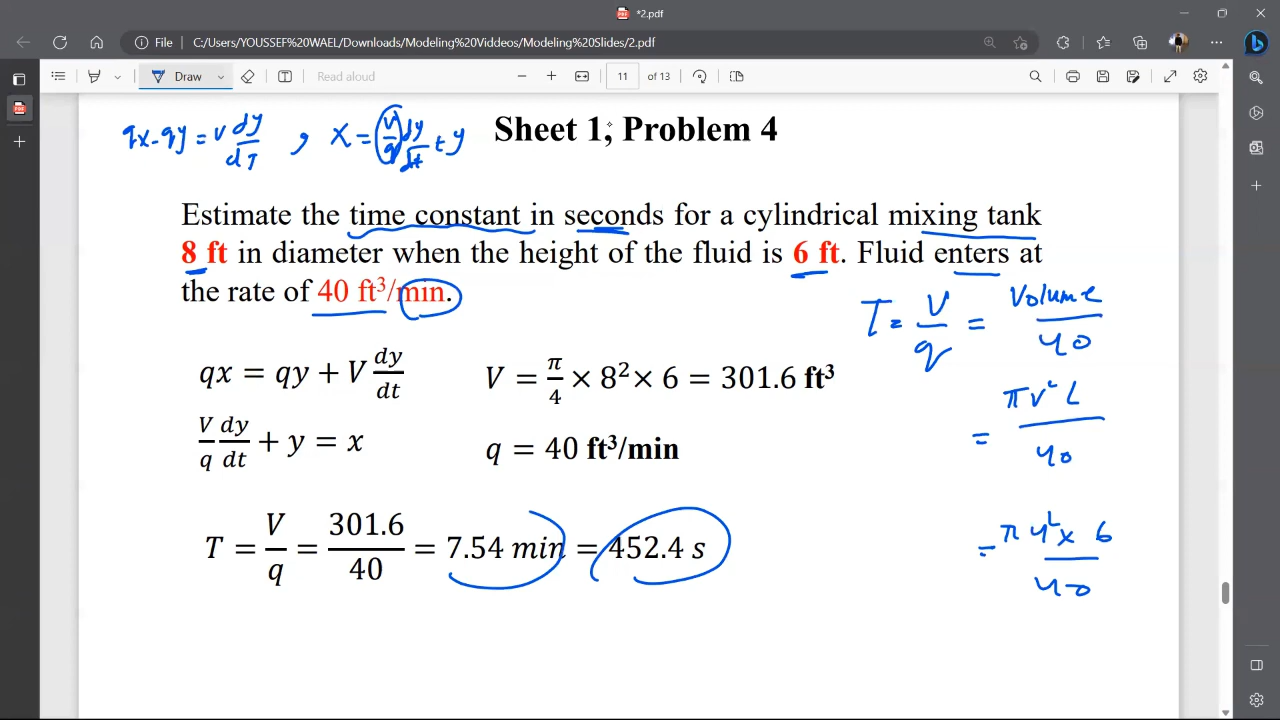 *2.pdf
File C:/Users/YOUSSEF%20WAEL/Downloads/Modeling%20Viddeos/Modeling%20Slides/2.pdf
Draw Read aloud 11 of 13
qx - qy = V dy/dT , X = (V/q) dy/dt + y
Sheet 1, Problem 4
Estimate the time constant in seconds for a cylindrical mixing tank
8 ft in diameter when the height of the fluid is 6 ft. Fluid enters at
the rate of 40 ft³/min.
T = V/q = Volume/40
qx = qy + V dy/dt
V = π/4 × 8² × 6 = 301.6 ft³
= πr²L/40
V/q dy/dt + y = x
q = 40 ft³/min
T = V/q = 301.6/40 = 7.54 min = 452.4 s
= π4² x 6/40